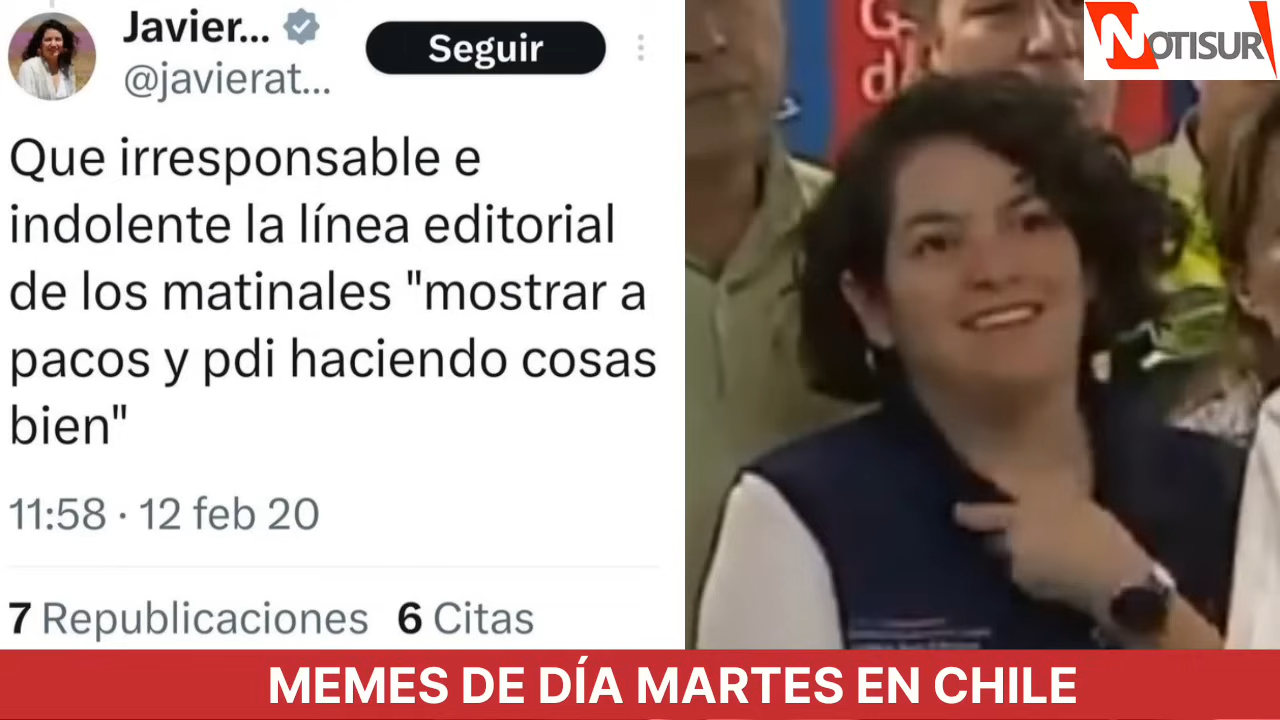 Javier...
Seguir
@javierat...
Que irresponsable e
indolente la línea editorial
de los matinales "mostrar a
pacos y pdi haciendo cosas
bien"
11:58 · 12 feb 20
7 Republicaciones 6 Citas
NOTISUR
MEMES DE DÍA MARTES EN CHILE